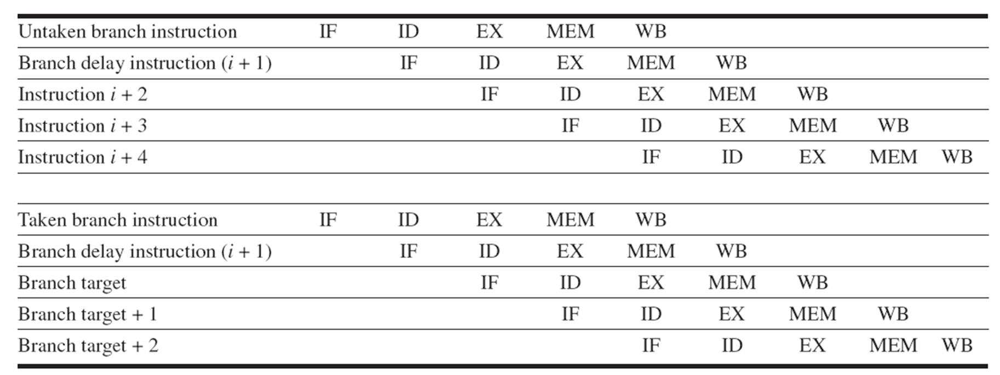 Untaken branch instruction IF ID EX MEM WB
Branch delay instruction (i + 1) IF ID EX MEM WB
Instruction i + 2 IF ID EX MEM WB
Instruction i + 3 IF ID EX MEM WB
Instruction i + 4 IF ID EX MEM WB
Taken branch instruction IF ID EX MEM WB
Branch delay instruction (i + 1) IF ID EX MEM WB
Branch target IF ID EX MEM WB
Branch target + 1 IF ID EX MEM WB
Branch target + 2 IF ID EX MEM WB